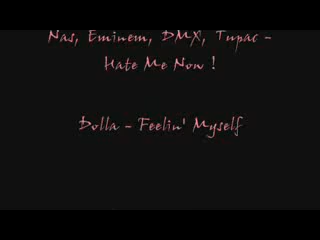 Nas, Eminem, DMX, Tupac -
Hate Me Now !
Dolla - Feelin' Myself